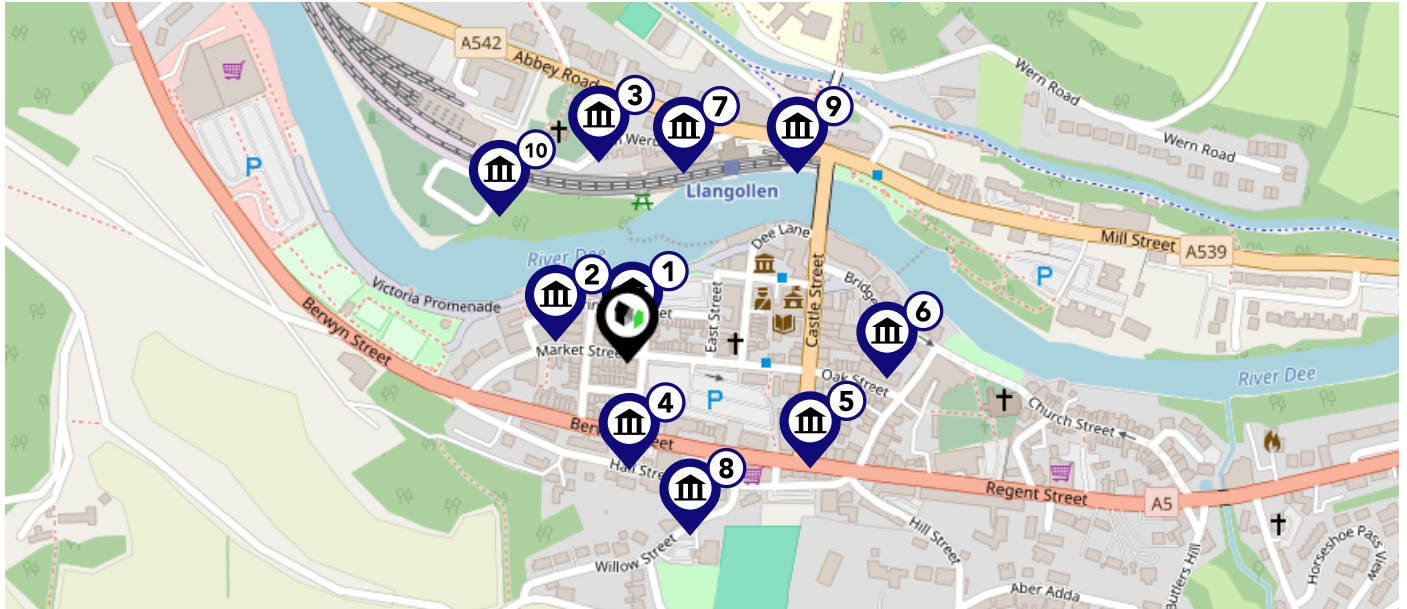 A542
Abbey Road
Wern Road
Wern Road
3
7
9
10
P
Llangollen
River Dee
Dee Lane
Mill Street
A539
P
2
1
Victoria Promenade
East Street
Castle Street
Berwyn Street
Market Street
6
Oak Street
River Dee
P
4
5
Church Street
Hall Street
8
Regent Street
A5
Hill Street
Willow Street
Butlers Hill
Horseshoe Pass View
Aber Adda